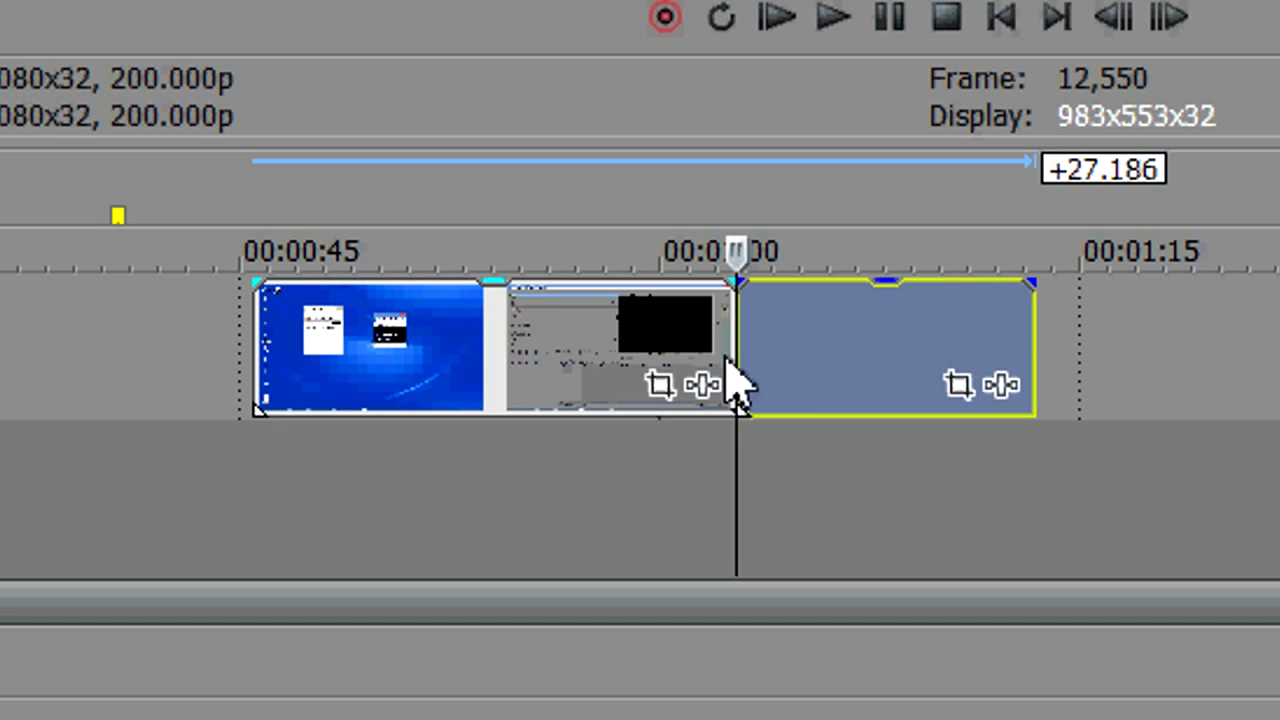 080x32, 200.000p
Frame: 12,550
080x32, 200.000p
Display: 983x553x32
+27.186
00:00:45
00:01:15